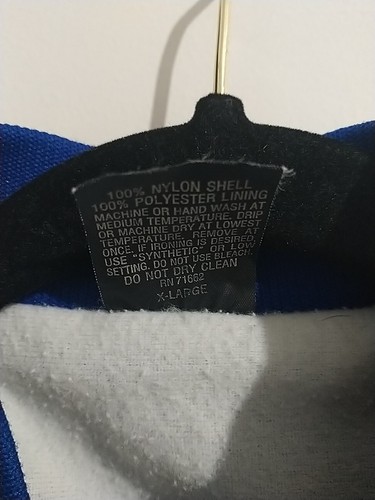 100% NYLON SHELL
100% POLYESTER LINING
MACHINE OR HAND WASH AT
MEDIUM TEMPERATURE. DRIP
OR MACHINE DRY AT LOWEST
TEMPERATURE. REMOVE AT
ONCE. IF IRONING IS DESIRED,
USE "SYNTHETIC" OR LOW
SETTING. DO NOT USE BLEACH.
DO NOT DRY CLEAN
RN 71662
X-LARGE